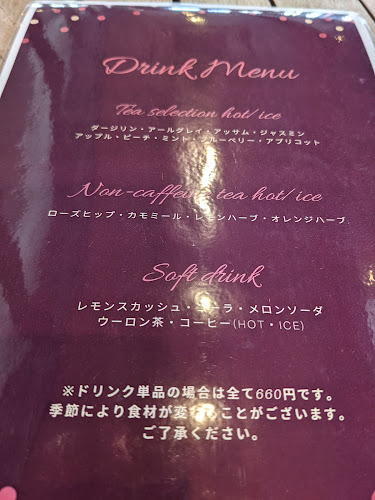 Drink Menu
Tea selection hot/ice
ダージリン・アールグレイ・アッサム・ジャスミン
アップル・ピーチ・ミント・ブルーベリー・アプリコット
Non-caffeine tea hot/ice
ローズヒップ・カモミール・レモンハーブ・オレンジハーブ
Soft drink
レモンスカッシュ・コーラ・メロンソーダ
ウーロン茶・コーヒー(HOT・ICE)
※ドリンク単品の場合は全て660円です。
季節により食材が変わることがございます。
ご了承ください。